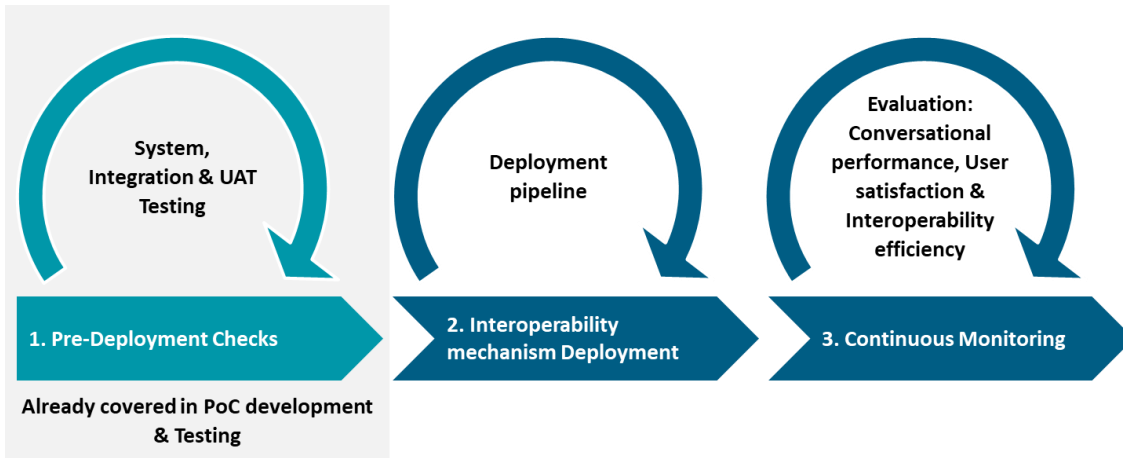 System,
Integration & UAT
Testing
1. Pre-Deployment Checks
Already covered in PoC development
& Testing
Deployment
pipeline
2. Interoperability
mechanism Deployment
Evaluation:
Conversational
performance, User
satisfaction &
Interoperability
efficiency
3. Continuous Monitoring